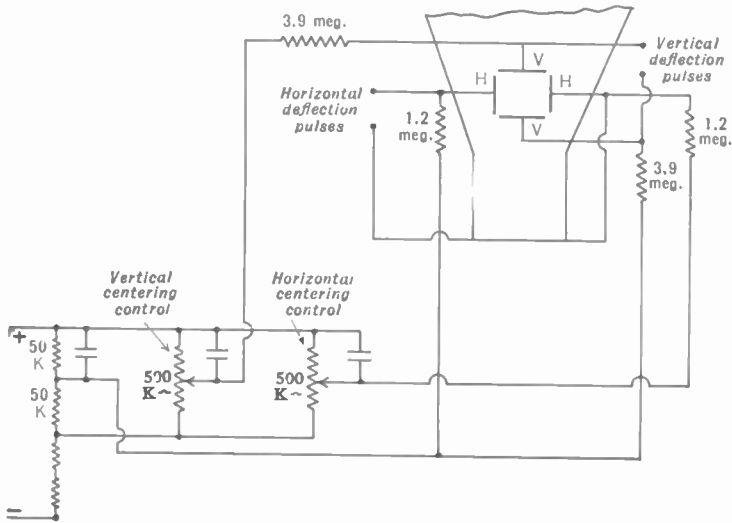 3.9 meg.
Vertical
deflection
pulses
V
H
H
V
Horizontal
deflection
pulses
1.2
meg.
1.2
meg.
3.9
meg.
Vertical
centering
control
Horizontal
centering
control
+
50
K
500
K~
500
K~
50
K
–